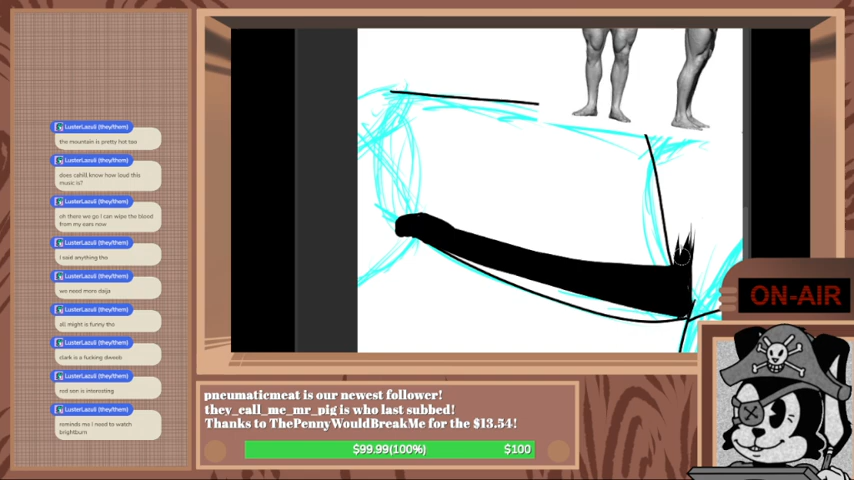 LusterLazuli (they/them)
the mountain is pretty hot too
LusterLazuli (they/them)
does cahill know how loud this
music is?
LusterLazuli (they/them)
oh there we go I can wipe the blood
from my ears now
LusterLazuli (they/them)
I said anything tho
LusterLazuli (they/them)
we need more daija
LusterLazuli (they/them)
all might is funny tho
LusterLazuli (they/them)
clark is a fucking dweeb
LusterLazuli (they/them)
red son is interesting
LusterLazuli (they/them)
reminds me I need to watch
brightburn
ON-AIR
pneumaticmeat is our newest follower!
they_call_me_mr_pig is who last subbed!
Thanks to ThePennyWouldBreakMe for the $13.54!
$99.99(100%) $100